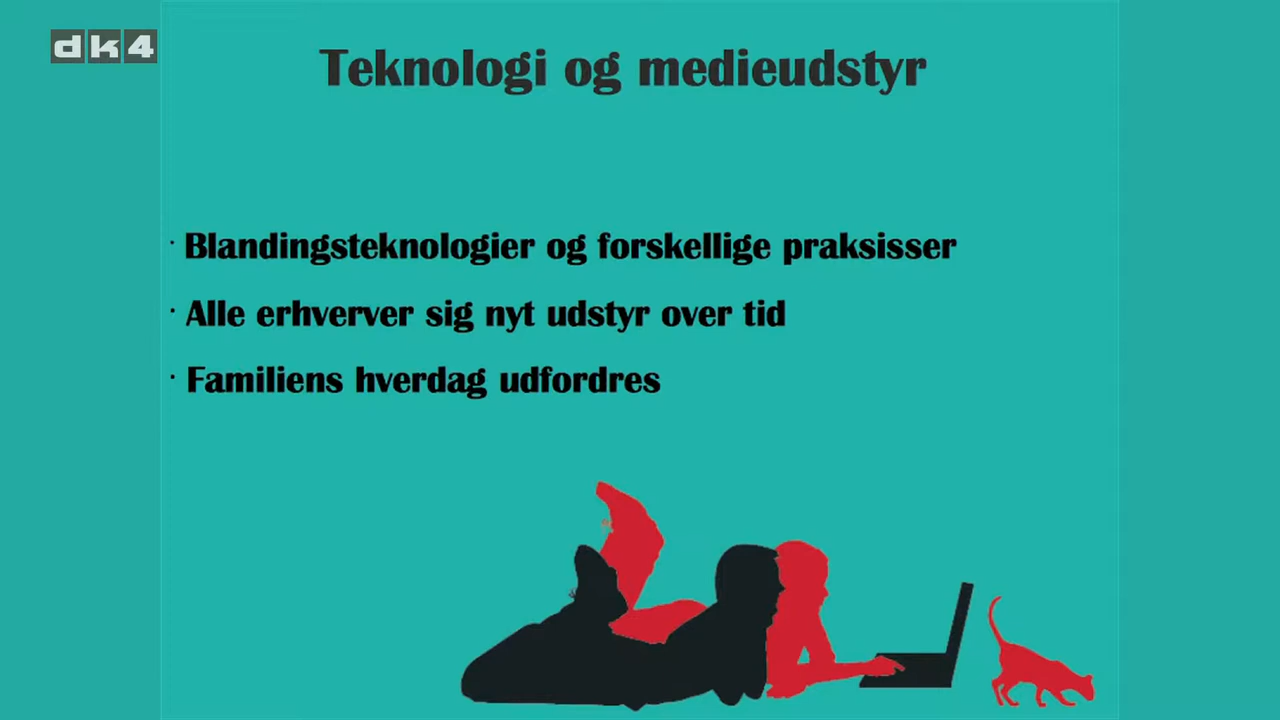 dk4
Teknologi og medieudstyr
· Blandingsteknologier og forskellige praksisser
· Alle erhverver sig nyt udstyr over tid
· Familiens hverdag udfordres